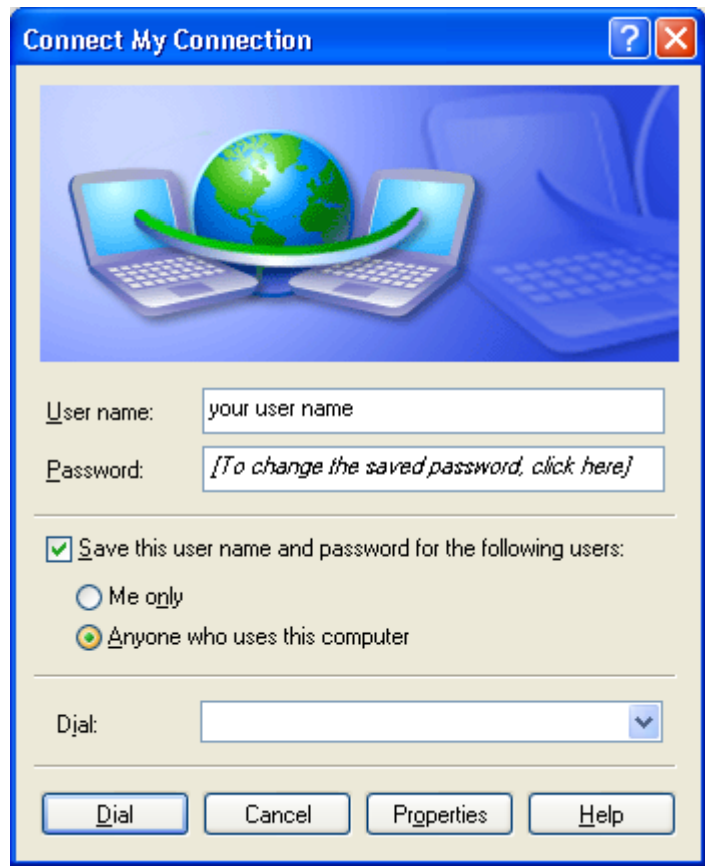 Connect My Connection
User name: your user name
Password: [To change the saved password, click here]
Save this user name and password for the following users:
Me only
Anyone who uses this computer
Dial:
Dial Cancel Properties Help